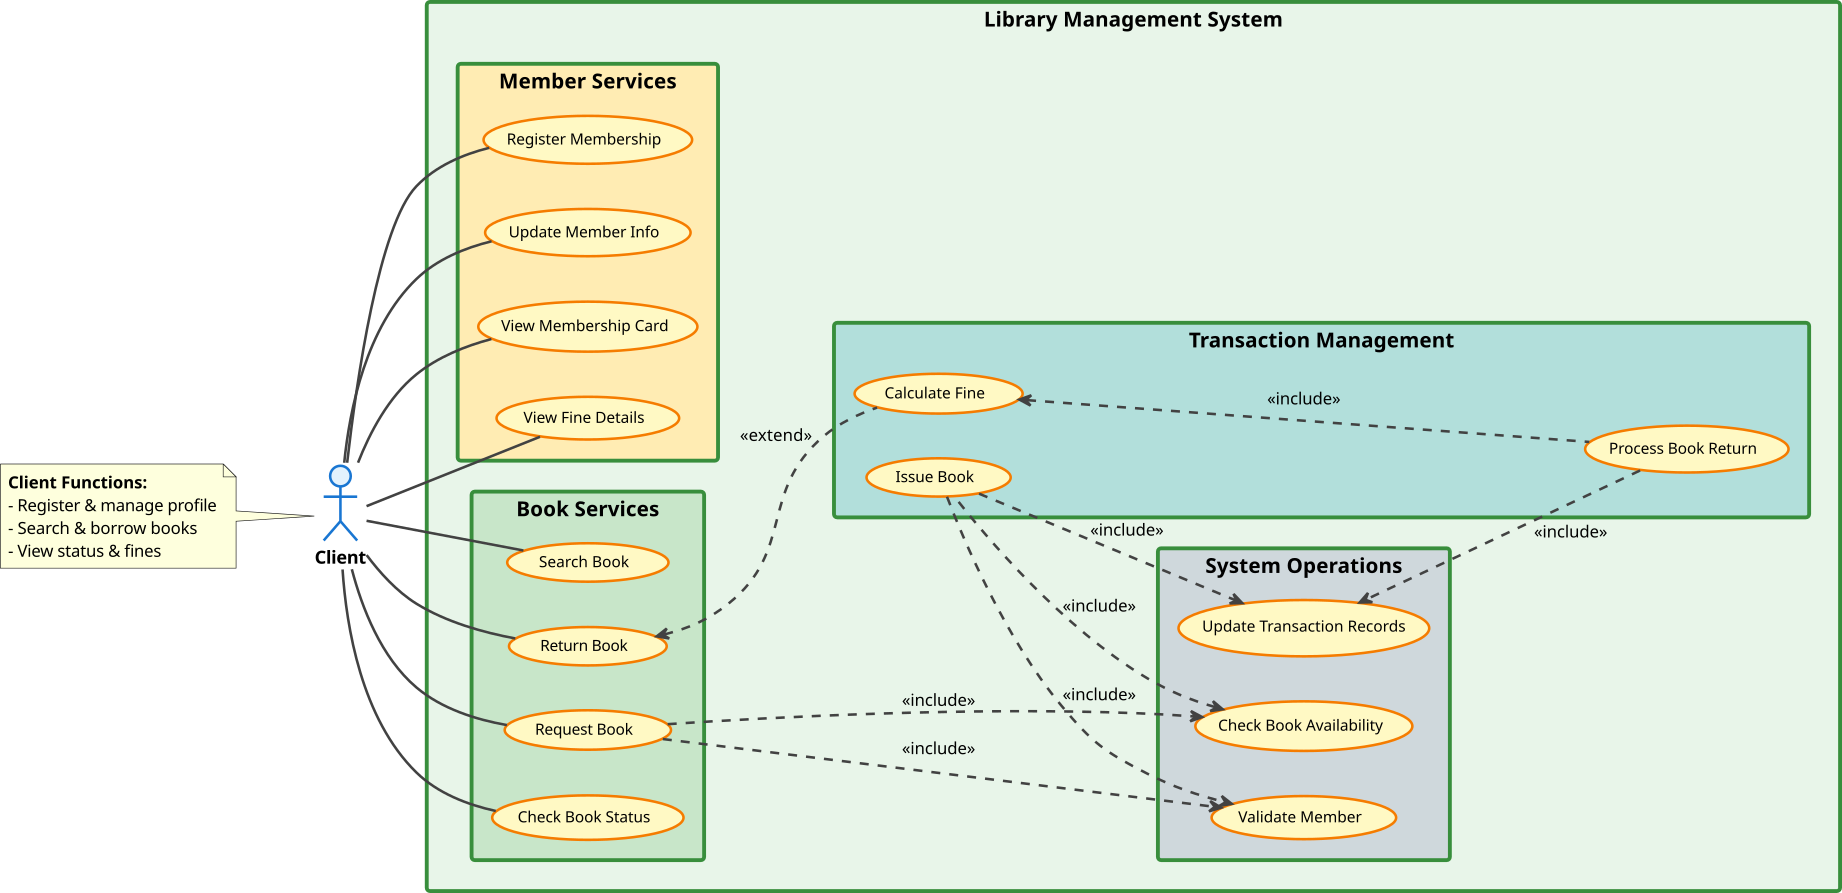 Library Management System
Member Services
Register Membership
Update Member Info
View Membership Card
View Fine Details
Client Functions:
- Register & manage profile
- Search & borrow books
- View status & fines
Client
Book Services
Search Book
Return Book
Request Book
Check Book Status
«extend»
Transaction Management
Calculate Fine
«include»
Process Book Return
Issue Book
«include»
«include»
System Operations
«include»
Update Transaction Records
«include»
«include»
Check Book Availability
«include»
Validate Member